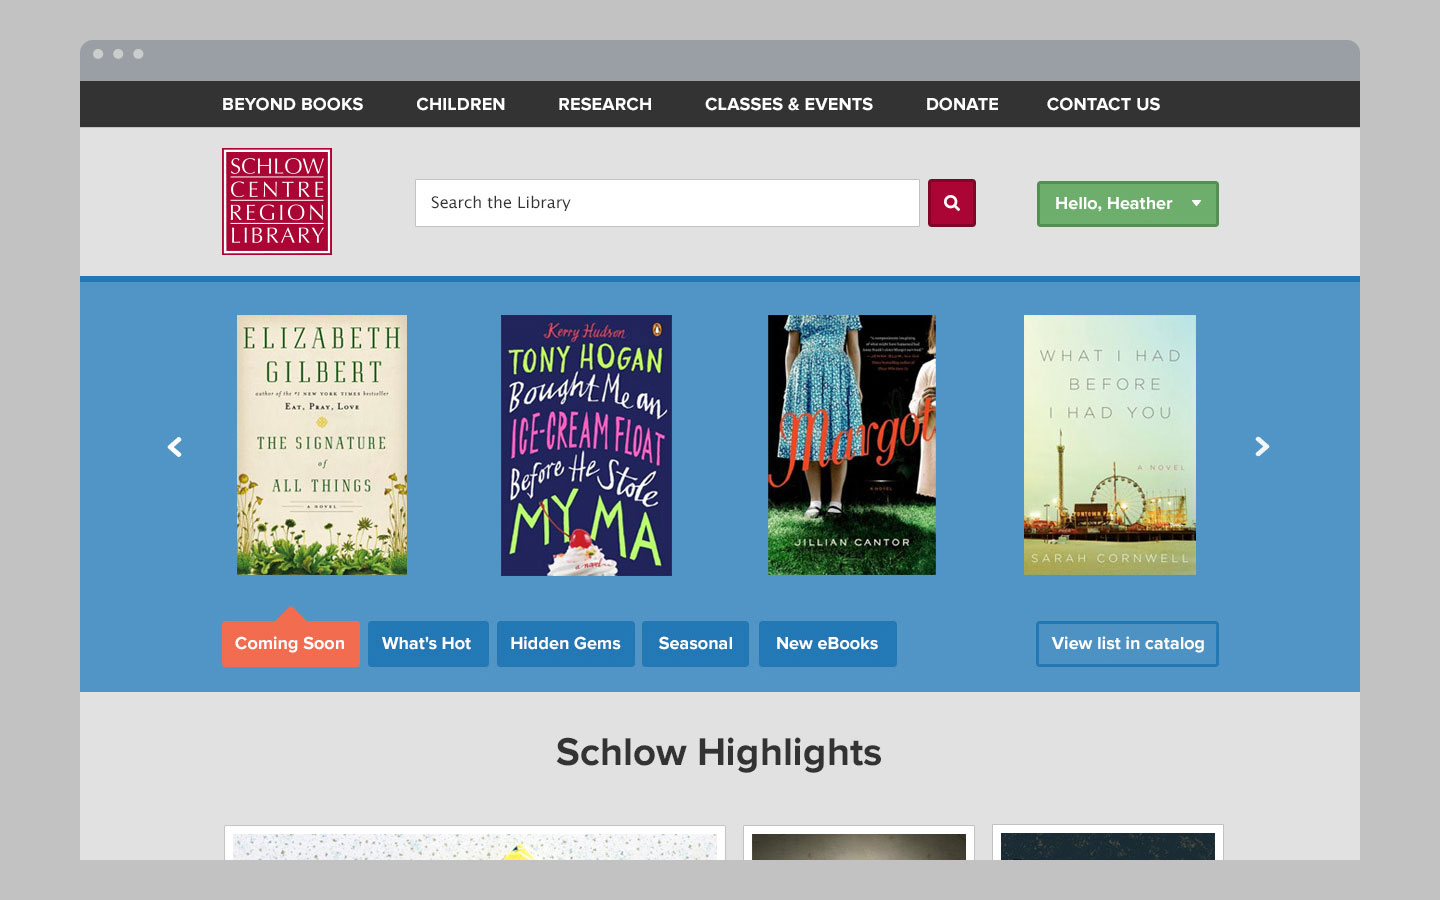 BEYOND BOOKS
CHILDREN
RESEARCH
CLASSES & EVENTS
DONATE
CONTACT US
SCHLOW
CENTRE
REGION
LIBRARY
Search the Library
Hello, Heather
ELIZABETH
GILBERT
author of the #1 NEW YORK TIMES bestseller
EAT, PRAY, LOVE
THE SIGNATURE
of
ALL THINGS
A NOVEL
Kerry Hudson
TONY HOGAN
Bought Me an
ICE-CREAM FLOAT
Before He Stole
MY MA
a novel
Margot
A NOVEL
JILLIAN CANTOR
WHAT I HAD
BEFORE
I HAD YOU
A NOVEL
SARAH CORNWELL
Coming Soon
What's Hot
Hidden Gems
Seasonal
New eBooks
View list in catalog
Schlow Highlights